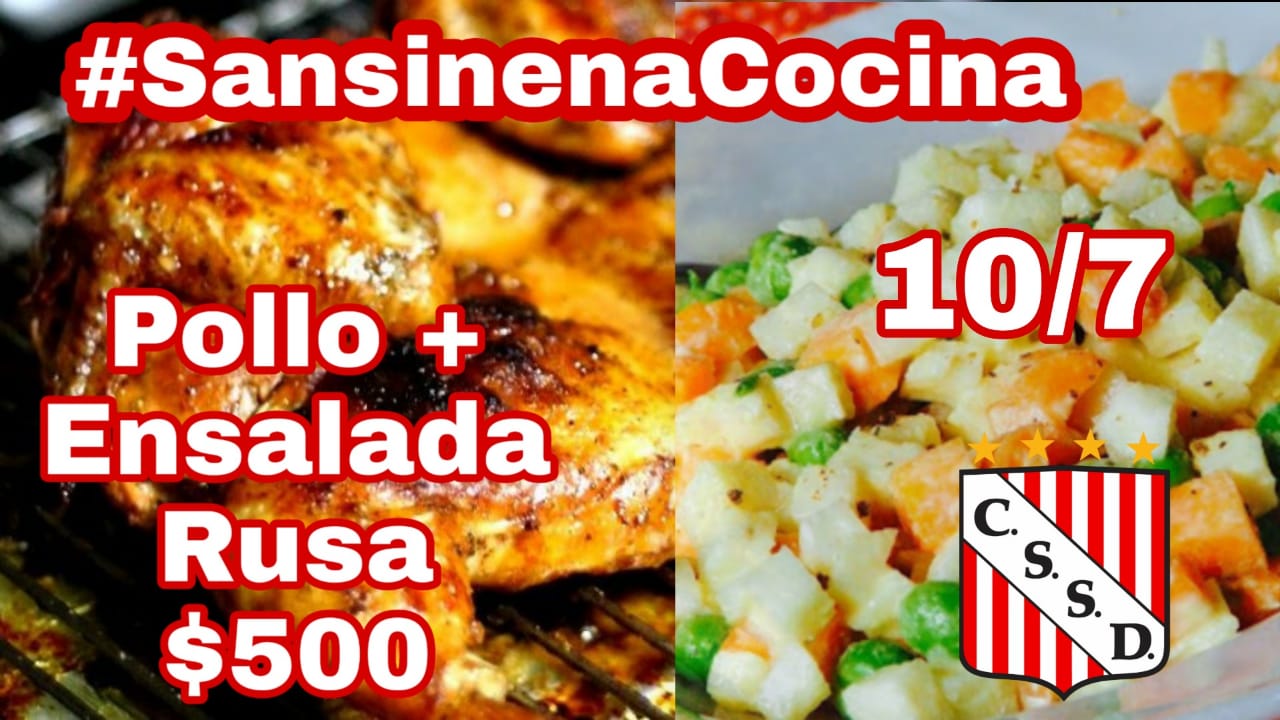 #SansinenaCocina
Pollo +
Ensalada
Rusa
$500
10/7
C.
S.
S.
D.